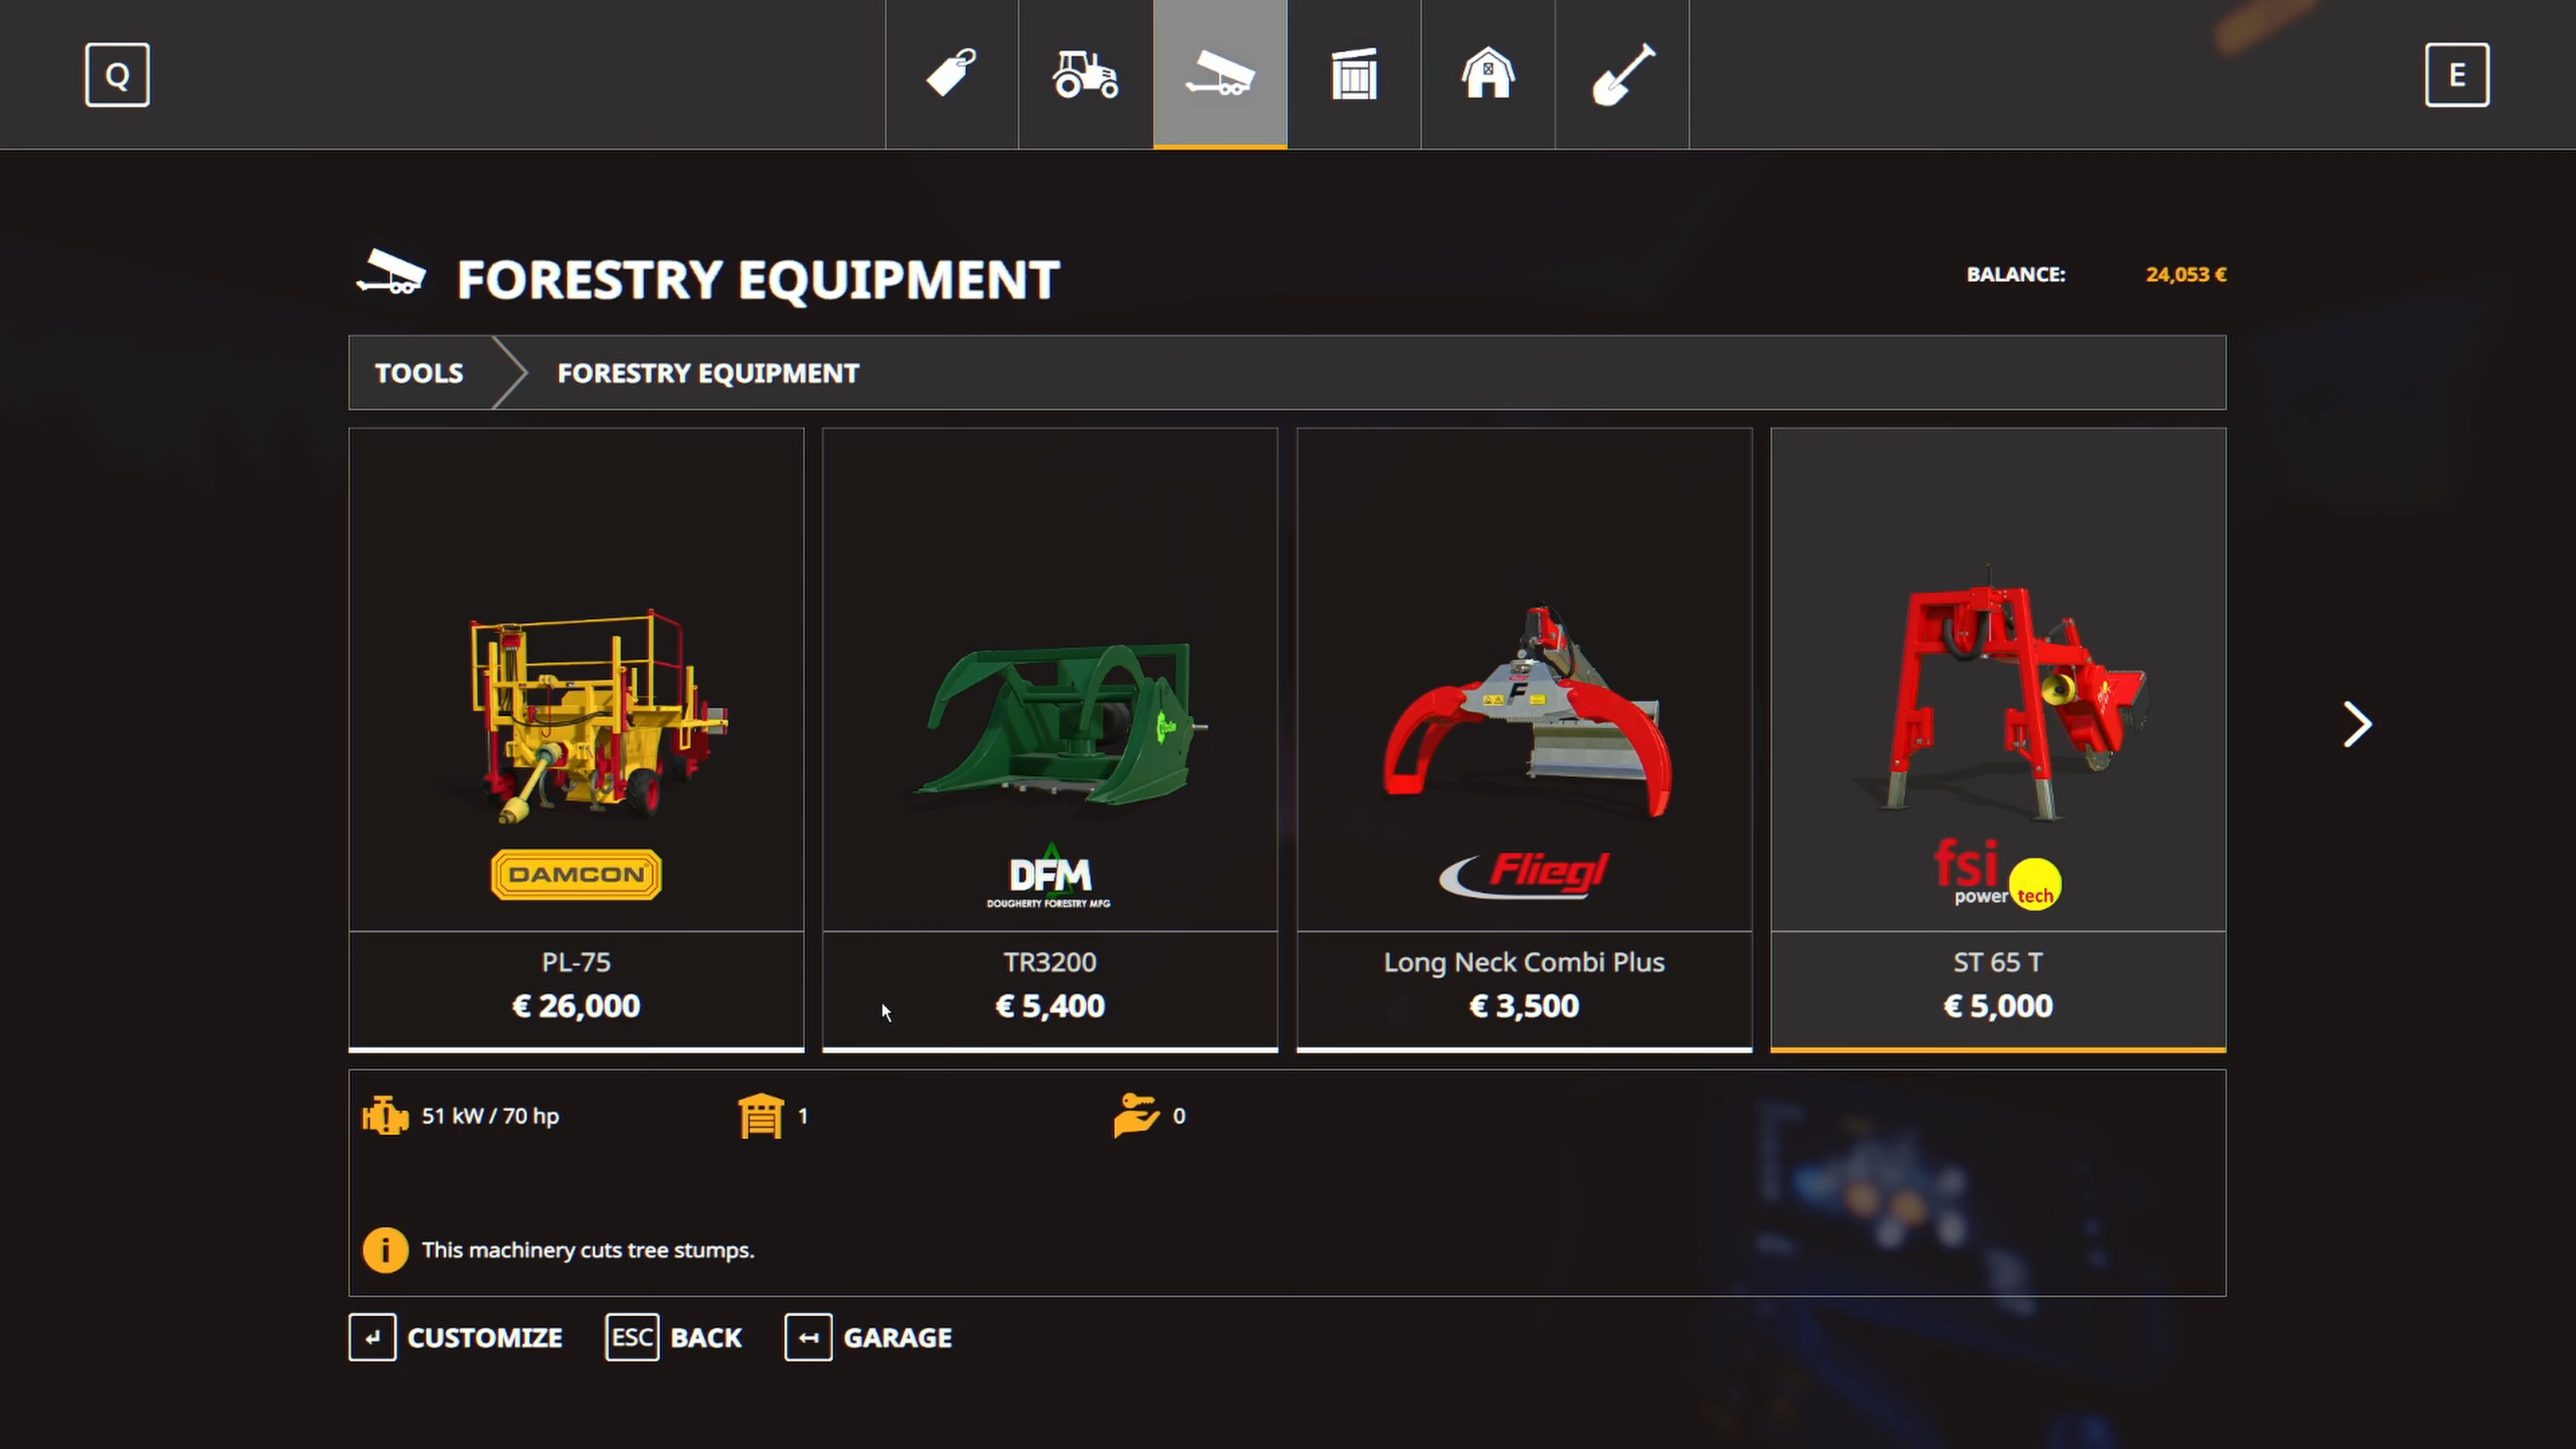 Q
E
FORESTRY EQUIPMENT
BALANCE: 24,053 €
TOOLS FORESTRY EQUIPMENT
DAMCON
PL-75
€ 26,000
DFM
DOUGHERTY FORESTRY MFG
TR3200
€ 5,400
F
Fliegl
Long Neck Combi Plus
€ 3,500
fsi
power tech
ST 65 T
€ 5,000
51 kW / 70 hp 1 0
i This machinery cuts tree stumps.
↵ CUSTOMIZE ESC BACK GARAGE